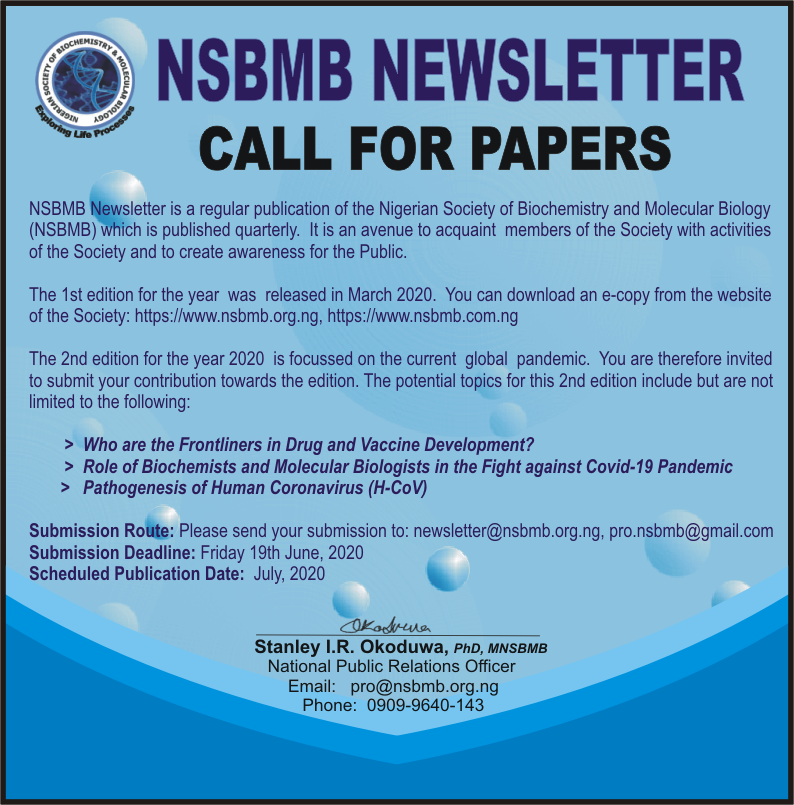 NIGERIAN SOCIETY OF BIOCHEMISTRY & MOLECULAR BIOLOGY
Exploring Life Processes
NSBMB NEWSLETTER
CALL FOR PAPERS
NSBMB Newsletter is a regular publication of the Nigerian Society of Biochemistry and Molecular Biology
(NSBMB) which is published quarterly.  It is an avenue to acquaint  members of the Society with activities
of the Society and to create awareness for the Public.
The 1st edition for the year  was  released in March 2020.  You can download an e-copy from the website
of the Society: https://www.nsbmb.org.ng, https://www.nsbmb.com.ng
The 2nd edition for the year 2020  is focussed on the current  global  pandemic.  You are therefore invited
to submit your contribution towards the edition. The potential topics for this 2nd edition include but are not
limited to the following:
> Who are the Frontliners in Drug and Vaccine Development?
> Role of Biochemists and Molecular Biologists in the Fight against Covid-19 Pandemic
> Pathogenesis of Human Coronavirus (H-CoV)
Submission Route: Please send your submission to: newsletter@nsbmb.org.ng, pro.nsbmb@gmail.com
Submission Deadline: Friday 19th June, 2020
Scheduled Publication Date:  July, 2020
Okoduwa
Stanley I.R. Okoduwa, PhD, MNSBMB
National Public Relations Officer
Email:   pro@nsbmb.org.ng
Phone:  0909-9640-143